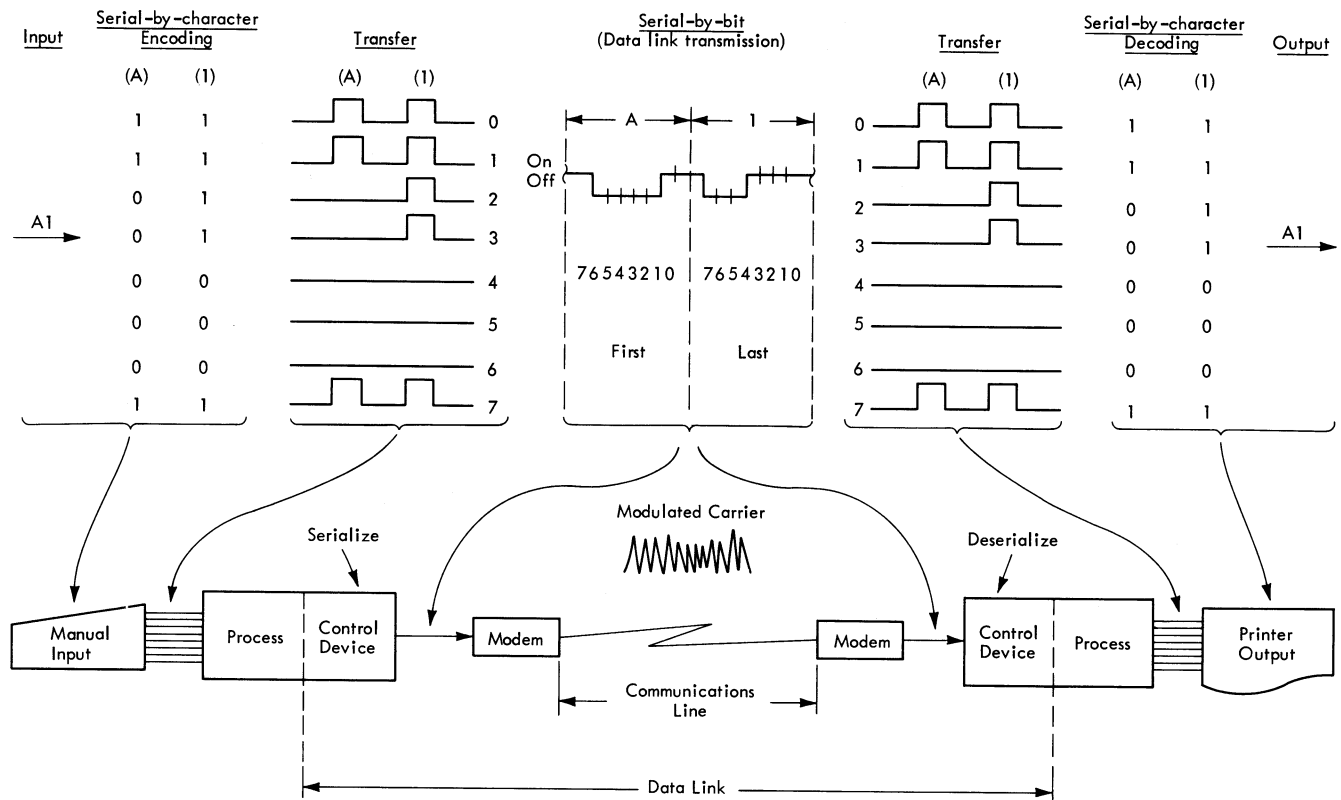 Serial-by-character
Serial-by-bit
Serial-by-character
Input
Encoding
Transfer
(Data link transmission)
Transfer
Decoding
Output
(A) (1)
(A) (1)
(A) (1)
(A) (1)
1 1
0
A
1
0
1 1
1 1
1
On
Off
1
1 1
0 1
2
2
0 1
A1
0 1
3
3
0 1
A1
0 0
4
76543210 76543210
4
0 0
0 0
5
5
0 0
First
Last
0 0
6
6
0 0
1 1
7
7
1 1
Modulated Carrier
Serialize
Deserialize
Manual
Input
Process
Control
Device
Modem
Modem
Control
Device
Process
Printer
Output
Communications
Line
Data Link